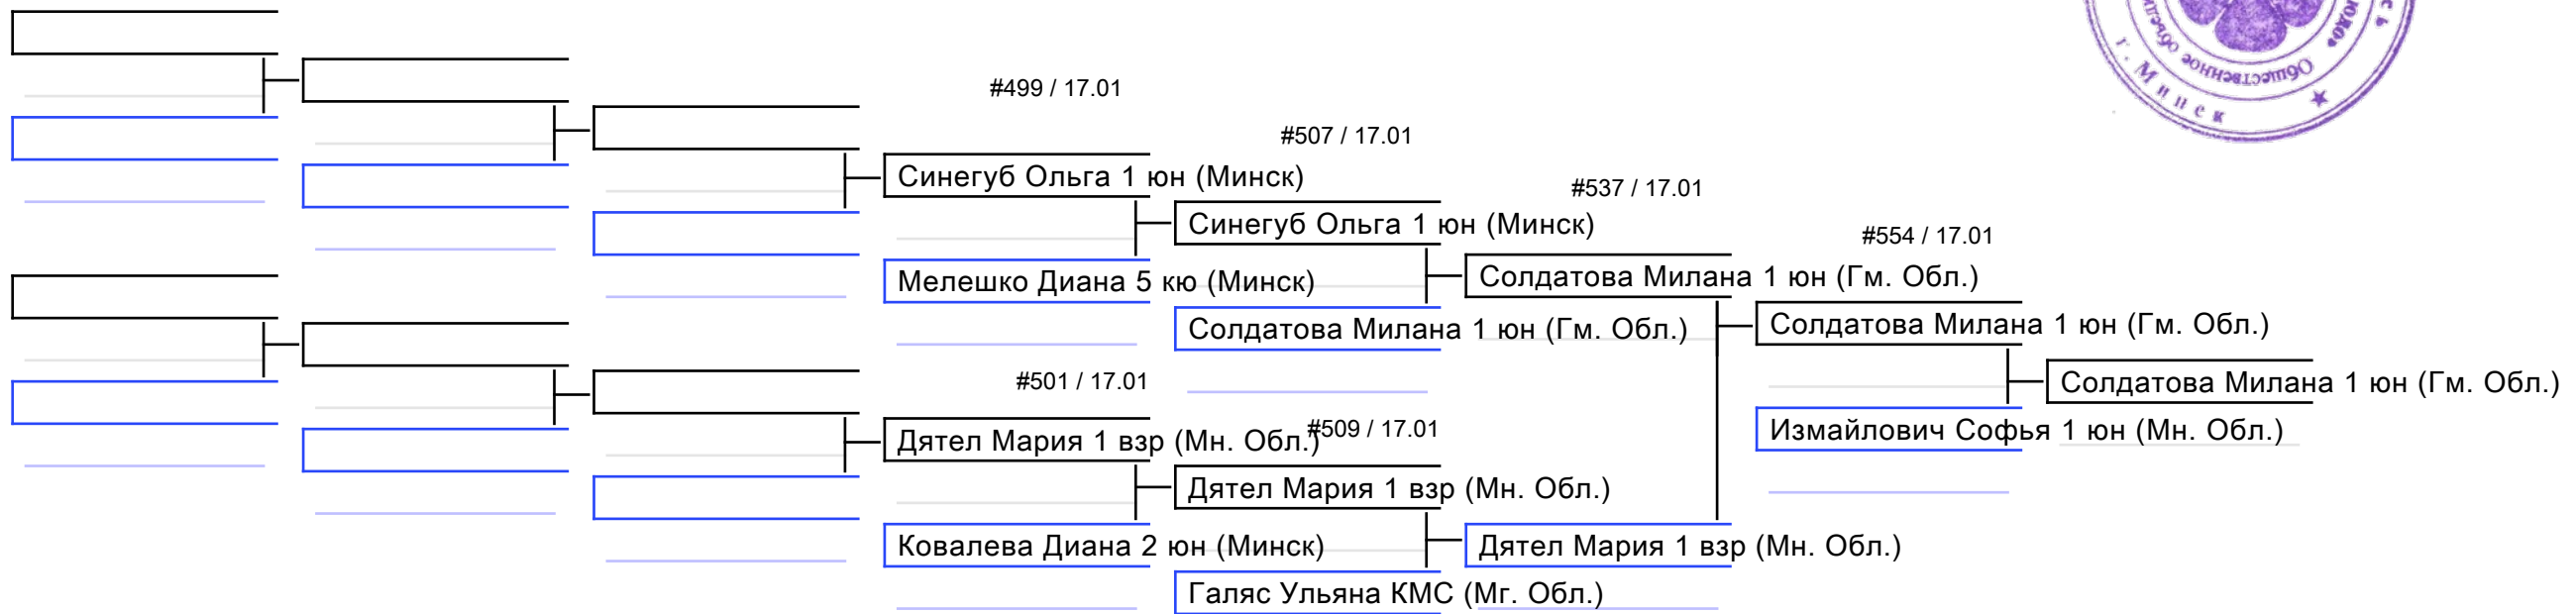 #499 / 17.01
#507 / 17.01
Синегуб Ольга 1 юн (Минск)
#537 / 17.01
Синегуб Ольга 1 юн (Минск)
#554 / 17.01
Мелешко Диана 5 кю (Минск)
Солдатова Милана 1 юн (Гм. Обл.)
Солдатова Милана 1 юн (Гм. Обл.)
Солдатова Милана 1 юн (Гм. Обл.)
#501 / 17.01
Солдатова Милана 1 юн (Гм. Обл.)
Дятел Мария 1 взр (Мн. Обл.)
#509 / 17.01
Измайлович Софья 1 юн (Мн. Обл.)
Дятел Мария 1 взр (Мн. Обл.)
Ковалева Диана 2 юн (Минск)
Дятел Мария 1 взр (Мн. Обл.)
Галяс Ульяна КМС (Мг. Обл.)
г. Минск
Общественное